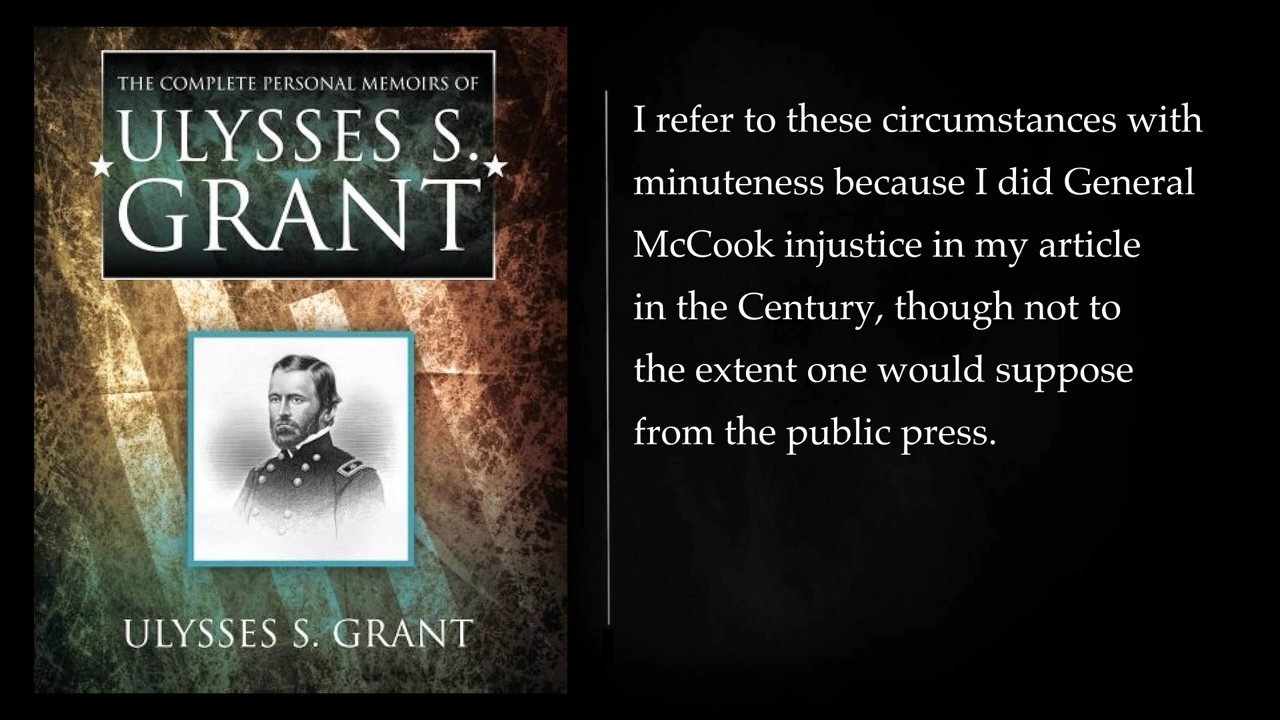 THE COMPLETE PERSONAL MEMOIRS OF
ULYSSES S.
GRANT
ULYSSES S. GRANT
I refer to these circumstances with
minuteness because I did General
McCook injustice in my article
in the Century, though not to
the extent one would suppose
from the public press.